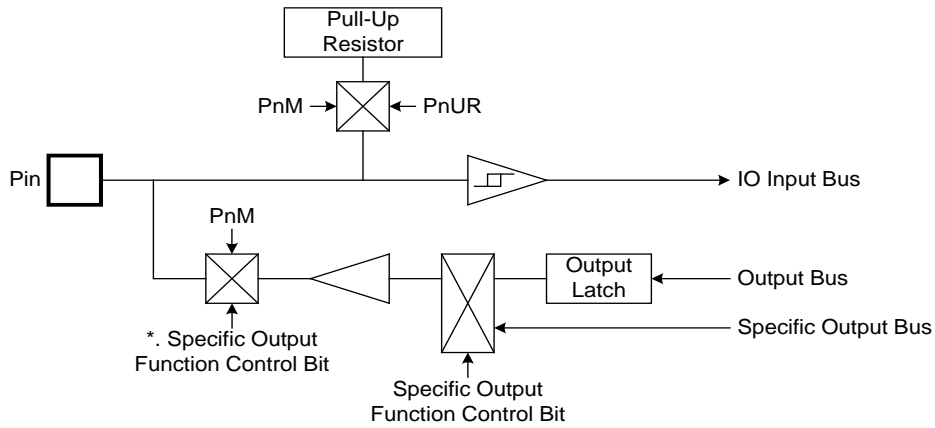 Pull-Up
Resistor
PnM
PnUR
Pin
IO Input Bus
PnM
Output
Latch
Output Bus
Specific Output Bus
*. Specific Output
Function Control Bit
Specific Output
Function Control Bit